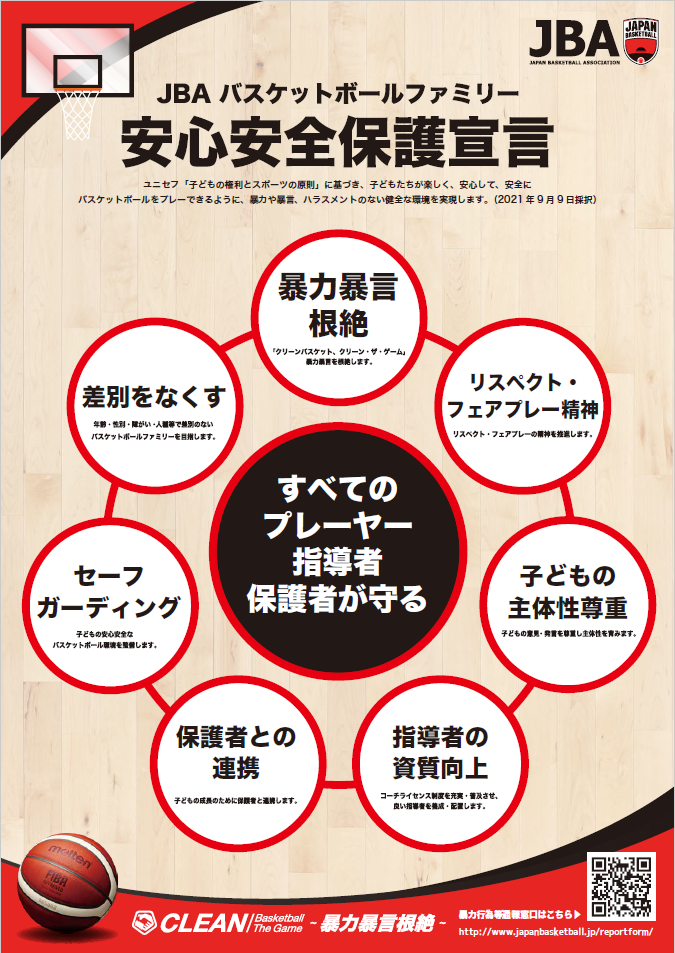 JBA
JAPAN BASKETBALL ASSOCIATION
JAPAN
BASKETBALL
JBA バスケットボールファミリー
安心安全保護宣言
ユニセフ「子どもの権利とスポーツの原則」に基づき、子どもたちが楽しく、安心して、安全に
バスケットボールをプレーできるように、暴力や暴言、ハラスメントのない健全な環境を実現します。(2021年9月9日採択)
暴力暴言
根絶
「クリーンバスケット、クリーン・ザ・ゲーム」
暴力暴言を根絶します。
差別をなくす
年齢・性別・障がい・人種等で差別のない
バスケットボールファミリーを目指します。
リスペクト・
フェアプレー精神
リスペクト・フェアプレーの精神を推進します。
すべての
プレーヤー
指導者
保護者が守る
セーフ
ガーディング
子どもの安心安全な
バスケットボール環境を整備します。
子どもの
主体性尊重
子どもの意見・発言を尊重し主体性を育みます。
保護者との
連携
子どもの成長のために保護者と連携します。
指導者の
資質向上
コーチライセンス制度を充実・普及させ、
良い指導者を養成・配置します。
molten
FIBA
CLEAN
Basketball
The Game
~ 暴力暴言根絶 ~
暴力行為等通報窓口はこちら▶
http://www.japanbasketball.jp/reportform/